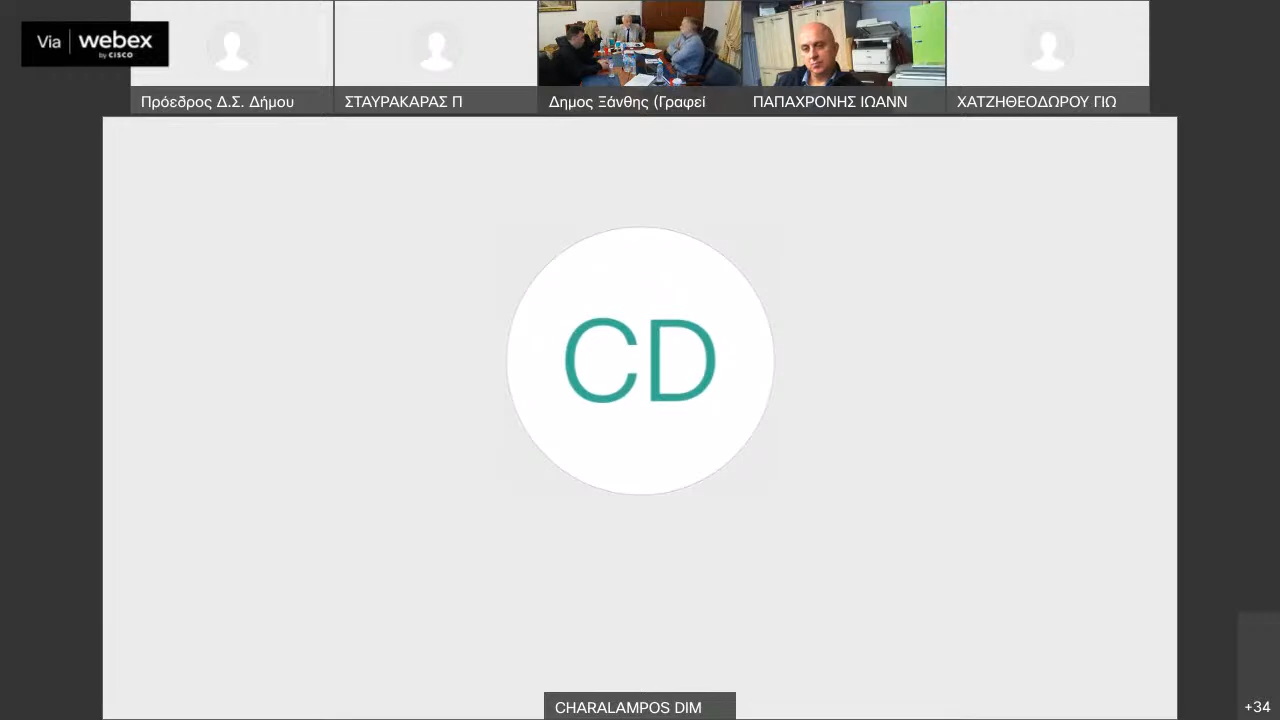 Via webex
by CISCO
Πρόεδρος Δ.Σ. Δήμου
ΣΤΑΥΡΑΚΑΡΑΣ Π
Δημος Ξάνθης (Γραφεί
ΠΑΠΑΧΡΟΝΗΣ ΙΩΑΝΝ
ΧΑΤΖΗΘΕΟΔΩΡΟΥ ΓΙΩ
CD
CHARALAMPOS DIM
+34